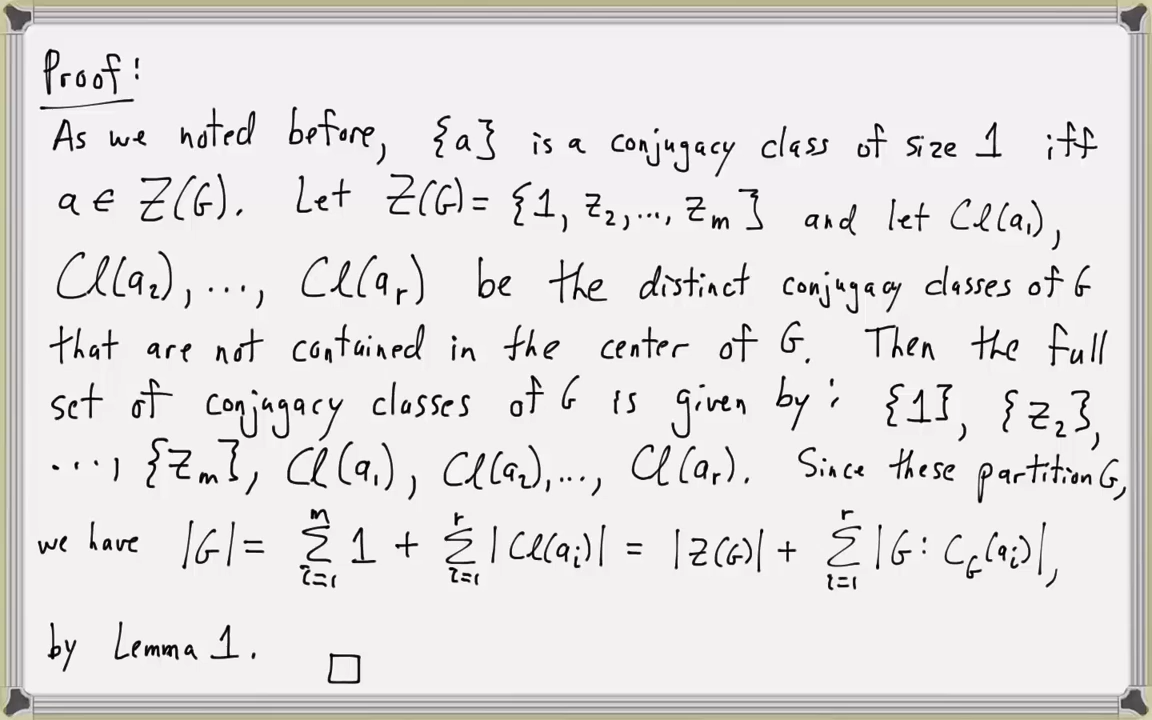 Proof:
As we noted before, {a} is a conjugacy class of size 1 iff
a ∈ Z(G). Let Z(G) = {1, z₂, ..., zₘ} and let Cl(a₁),
Cl(a₂), ..., Cl(aᵣ) be the distinct conjugacy classes of G
that are not contained in the center of G. Then the full
set of conjugacy classes of G is given by: {1}, {z₂},
..., {zₘ}, Cl(a₁), Cl(a₂), ..., Cl(aᵣ). Since these partition G,
we have |G| = ∑_{i=1}^{m} 1 + ∑_{i=1}^{r} |Cl(aᵢ)| = |Z(G)| + ∑_{i=1}^{r} |G : C_G(aᵢ)|,
by Lemma 1. □